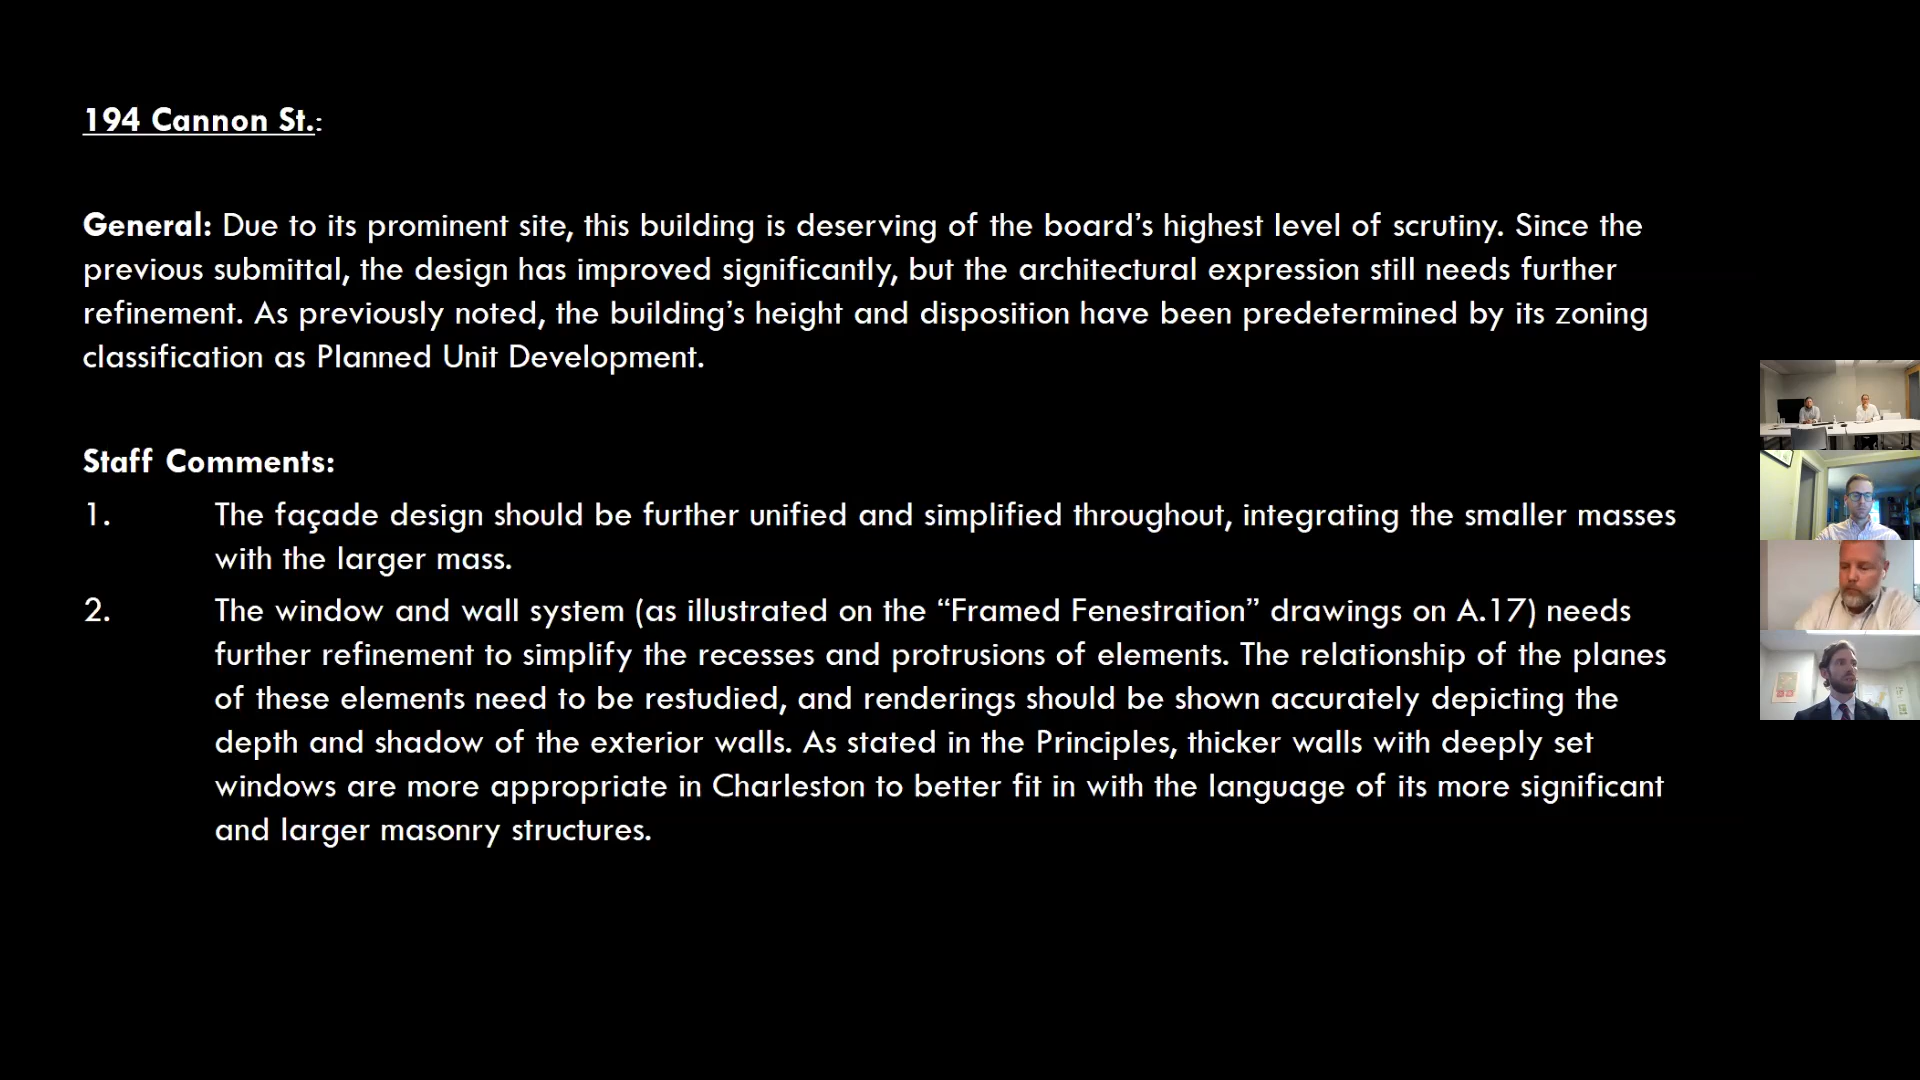 194 Cannon St.:
General: Due to its prominent site, this building is deserving of the board’s highest level of scrutiny. Since the
previous submittal, the design has improved significantly, but the architectural expression still needs further
refinement. As previously noted, the building’s height and disposition have been predetermined by its zoning
classification as Planned Unit Development.
Staff Comments:
1. The façade design should be further unified and simplified throughout, integrating the smaller masses
with the larger mass.
2. The window and wall system (as illustrated on the “Framed Fenestration” drawings on A.17) needs
further refinement to simplify the recesses and protrusions of elements. The relationship of the planes
of these elements need to be restudied, and renderings should be shown accurately depicting the
depth and shadow of the exterior walls. As stated in the Principles, thicker walls with deeply set
windows are more appropriate in Charleston to better fit in with the language of its more significant
and larger masonry structures.